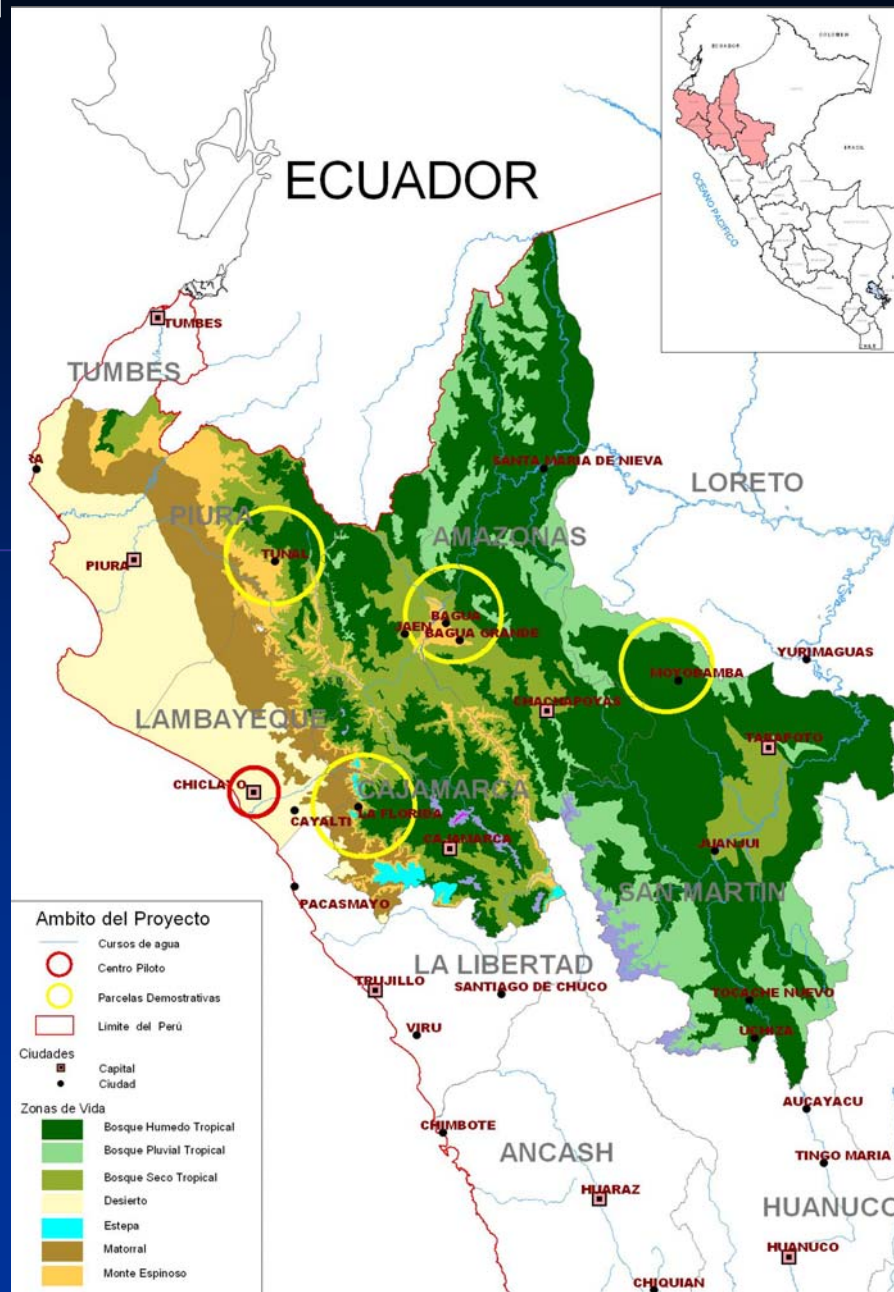 ECUADOR
ECUADOR
COLOMBIA
BRASIL
OCEANO PACIFICO
CHILE
TUMBES
TUMBES
SANTA MARIA DE NIEVA
LORETO
PIURA
AMAZONAS
PIURA
TUNAL
BAGUA
JAEN
BAGUA GRANDE
YURIMAGUAS
MOYOBAMBA
CHACHAPOYAS
LAMBAYEQUE
TARAPOTO
CHICLAYO
CAJAMARCA
CAYALTI
LA FLORIDA
CAJAMARCA
JUANJUI
SAN MARTIN
PACASMAYO
LA LIBERTAD
TRUJILLO
SANTIAGO DE CHUCO
TOCACHE NUEVO
VIRU
UCHIZA
AUCAYACU
CHIMBOTE
ANCASH
TINGO MARIA
HUARAZ
HUANUCO
HUANUCO
CHIQUIAN
Ambito del Proyecto
Cursos de agua
Centro Piloto
Parcelas Demostrativas
Limite del Perú
Ciudades
Capital
Ciudad
Zonas de Vida
Bosque Humedo Tropical
Bosque Pluvial Tropical
Bosque Seco Tropical
Desierto
Estepa
Matorral
Monte Espinoso